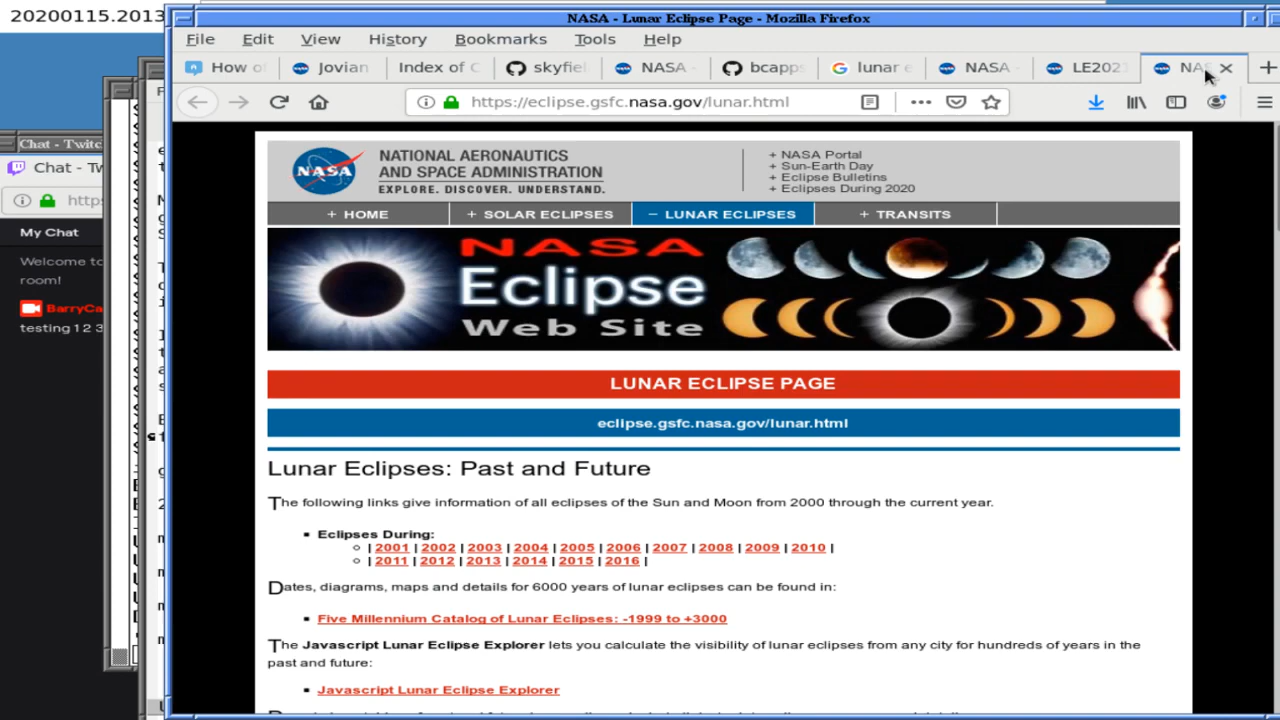 20200115.2013
NASA - Lunar Eclipse Page - Mozilla Firefox
File Edit View History Bookmarks Tools Help
How of Jovian Index of C skyfiel NASA - bcapps lunar e NASA - LE202 NAS
https://eclipse.gsfc.nasa.gov/lunar.html
Chat - Twitc
Chat - Tw
http
My Chat
Welcome to
room!
BarryCa
testing 1 2 3
NASA
NATIONAL AERONAUTICS
AND SPACE ADMINISTRATION
EXPLORE. DISCOVER. UNDERSTAND.
+ NASA Portal
+ Sun-Earth Day
+ Eclipse Bulletins
+ Eclipses During 2020
+ HOME + SOLAR ECLIPSES − LUNAR ECLIPSES + TRANSITS
NASA
Eclipse
Web Site
LUNAR ECLIPSE PAGE
eclipse.gsfc.nasa.gov/lunar.html
Lunar Eclipses: Past and Future
The following links give information of all eclipses of the Sun and Moon from 2000 through the current year.
Eclipses During:
| 2001 | 2002 | 2003 | 2004 | 2005 | 2006 | 2007 | 2008 | 2009 | 2010 |
| 2011 | 2012 | 2013 | 2014 | 2015 | 2016 |
Dates, diagrams, maps and details for 6000 years of lunar eclipses can be found in:
Five Millennium Catalog of Lunar Eclipses: -1999 to +3000
The Javascript Lunar Eclipse Explorer lets you calculate the visibility of lunar eclipses from any city for hundreds of years in the
past and future:
Javascript Lunar Eclipse Explorer